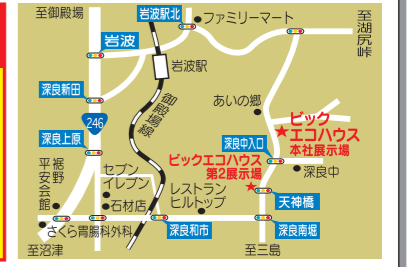 至御殿場
岩波駅北
ファミリーマート
至湖尻峠
岩波
岩波駅
深良新田
御殿場線
あいの郷
ビック
エコハウス
本社展示場
246
深良上原
深良中入口
ビックエコハウス
第2展示場
深良中
裾野
平安会館
セブン
イレブン
石材店
レストラン
ヒルトップ
天神橋
さくら胃腸科外科
深良和市
深良南堀
至沼津
至三島